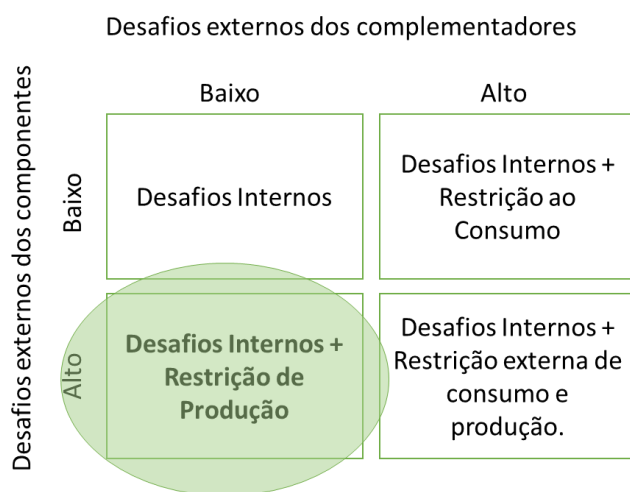 Desafios externos dos complementadores
Baixo
Alto
Desafios externos dos componentes
Baixo
Desafios Internos
Desafios Internos +
Restrição ao
Consumo
Alto
Desafios Internos +
Restrição de
Produção
Desafios Internos +
Restrição externa de
consumo e
produção.